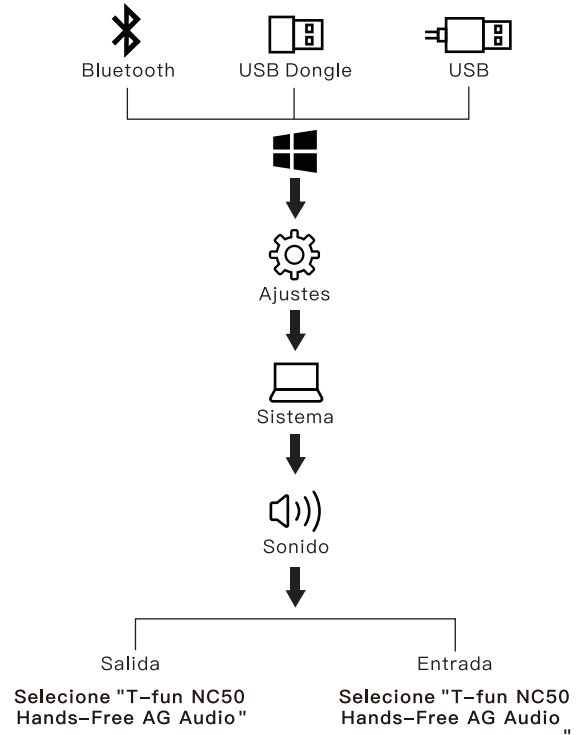 Bluetooth
USB Dongle
USB
Ajustes
Sistema
Sonido
Salida
Selecione "T-fun NC50
Hands-Free AG Audio"
Entrada
Selecione "T-fun NC50
Hands-Free AG Audio
"